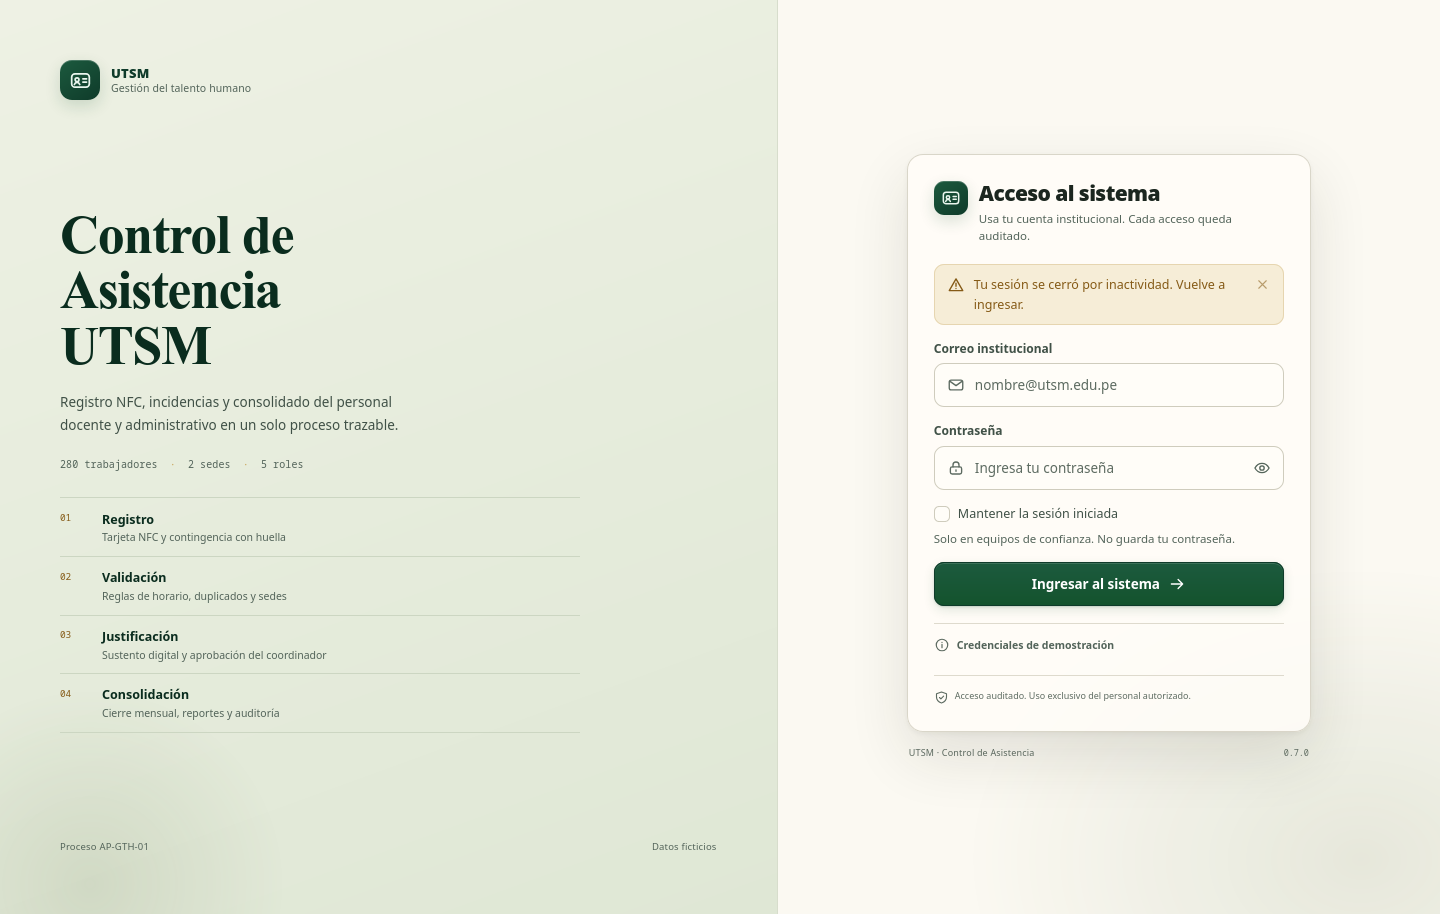 UTSM
Gestión del talento humano
Control de
Asistencia
UTSM
Registro NFC, incidencias y consolidado del personal
docente y administrativo en un solo proceso trazable.
280 trabajadores · 2 sedes · 5 roles
01 Registro
Tarjeta NFC y contingencia con huella
02 Validación
Reglas de horario, duplicados y sedes
03 Justificación
Sustento digital y aprobación del coordinador
04 Consolidación
Cierre mensual, reportes y auditoría
Proceso AP-GTH-01
Datos ficticios
Acceso al sistema
Usa tu cuenta institucional. Cada acceso queda
auditado.
Tu sesión se cerró por inactividad. Vuelve a
ingresar.
Correo institucional
nombre@utsm.edu.pe
Contraseña
Ingresa tu contraseña
Mantener la sesión iniciada
Solo en equipos de confianza. No guarda tu contraseña.
Ingresar al sistema
Credenciales de demostración
Acceso auditado. Uso exclusivo del personal autorizado.
UTSM · Control de Asistencia
0.7.0